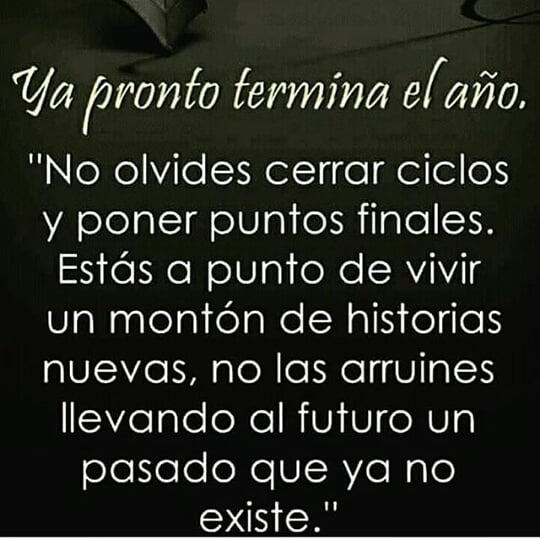 Ya pronto termina el año.
"No olvides cerrar ciclos
y poner puntos finales.
Estás a punto de vivir
un montón de historias
nuevas, no las arruines
llevando al futuro un
pasado que ya no
existe."